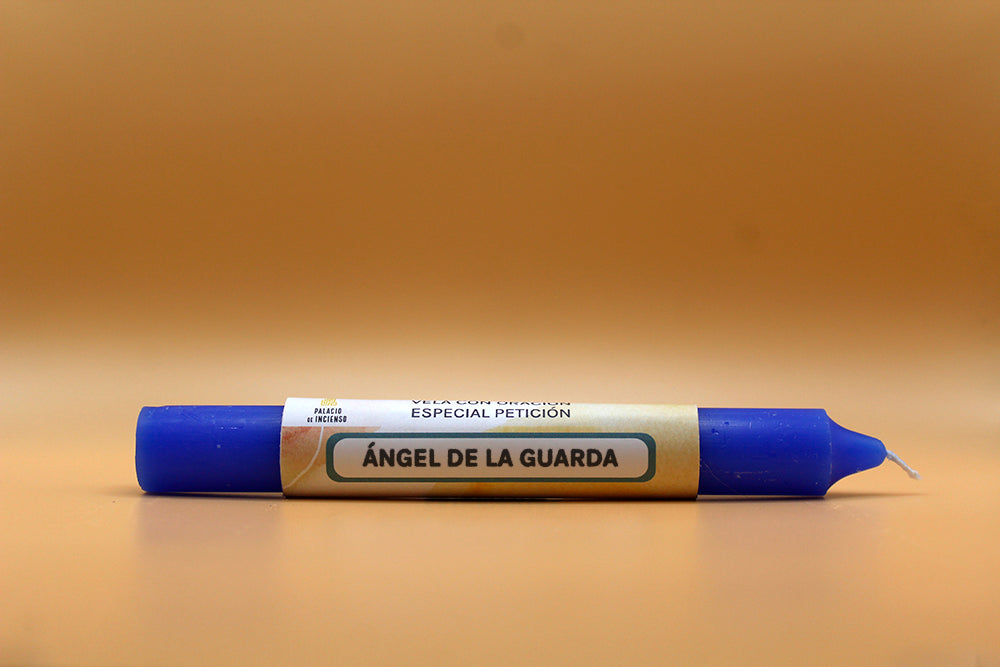 PALACIO
DE INCIENSO
VELA CON ORACIÓN
ESPECIAL PETICIÓN
ÁNGEL DE LA GUARDA